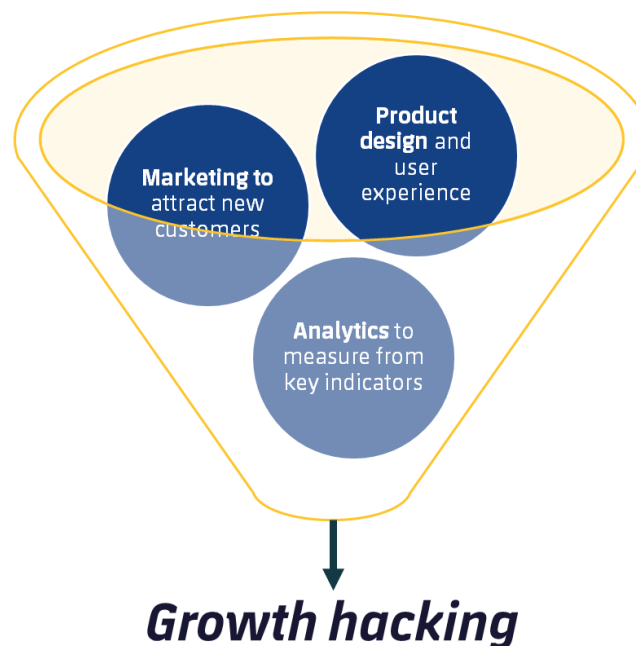 Product
design and
user
experience
Marketing to
attract new
customers
Analytics to
measure from
key indicators
Growth hacking